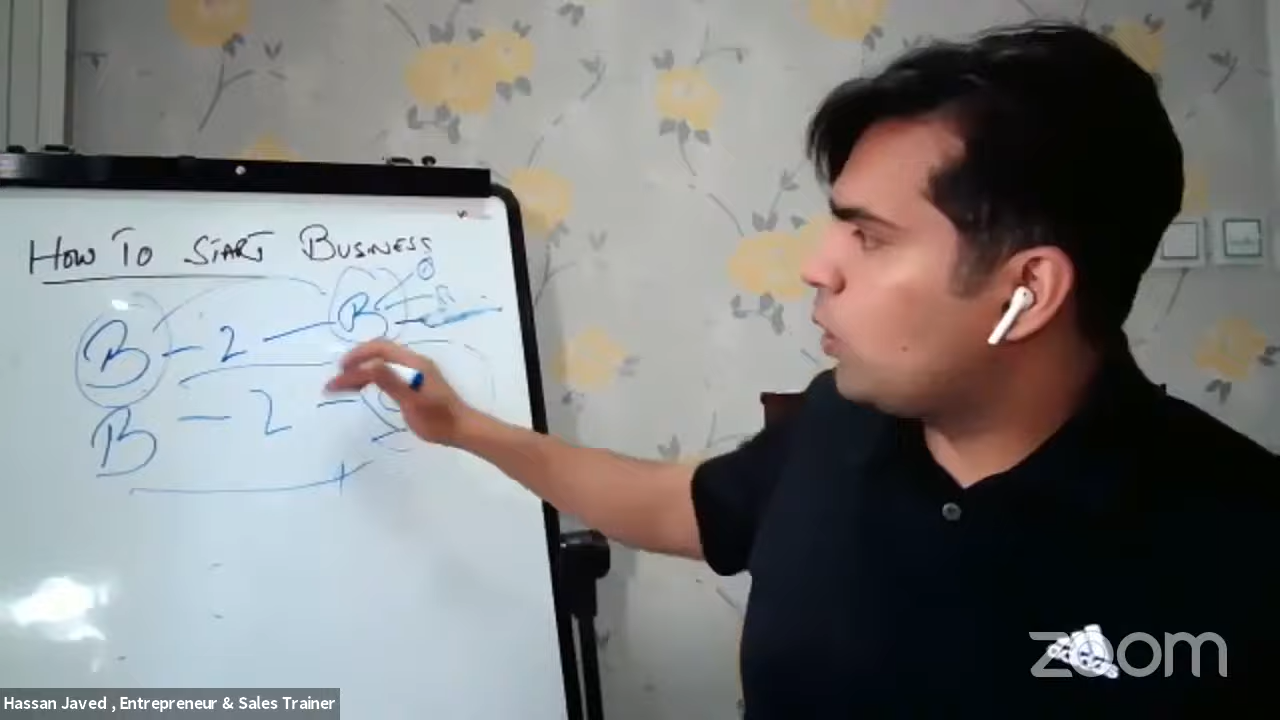 HOW TO START BUSINESS
B - 2 - B
B - 2 -
zoom
Hassan Javed , Entrepreneur & Sales Trainer